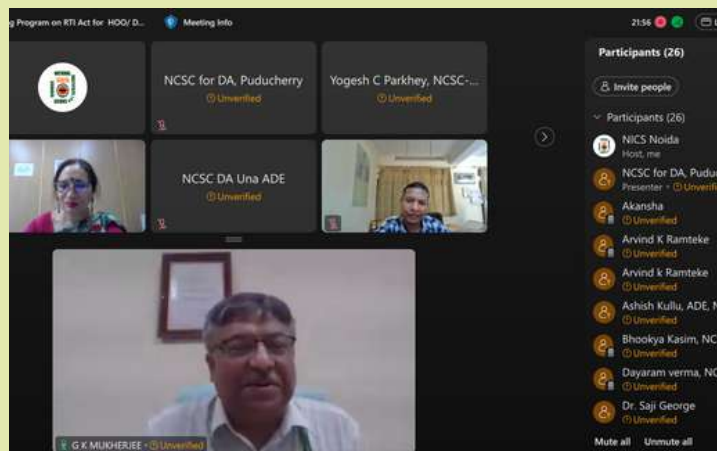 g Program on RTI Act for HOO/ D...
Meeting Info
21:56
NCSC for DA, Puducherry
Unverified
Yogesh C Parkhey, NCSC-...
Unverified
NCSC DA Una ADE
Unverified
G K MUKHERJEE - Unverified
Participants (26)
Invite people
Participants (26)
NICS Noida
Host, me
NCSC for DA, Puduc
Presenter • Unverifi
Akansha
Unverified
Arvind K Ramteke
Unverified
Arvind k Ramteke
Unverified
Ashish Kullu, ADE, N
Unverified
Bhookya Kasim, NC
Unverified
Dayaram verma, NC
Unverified
Dr. Saji George
Unverified
Mute all Unmute all